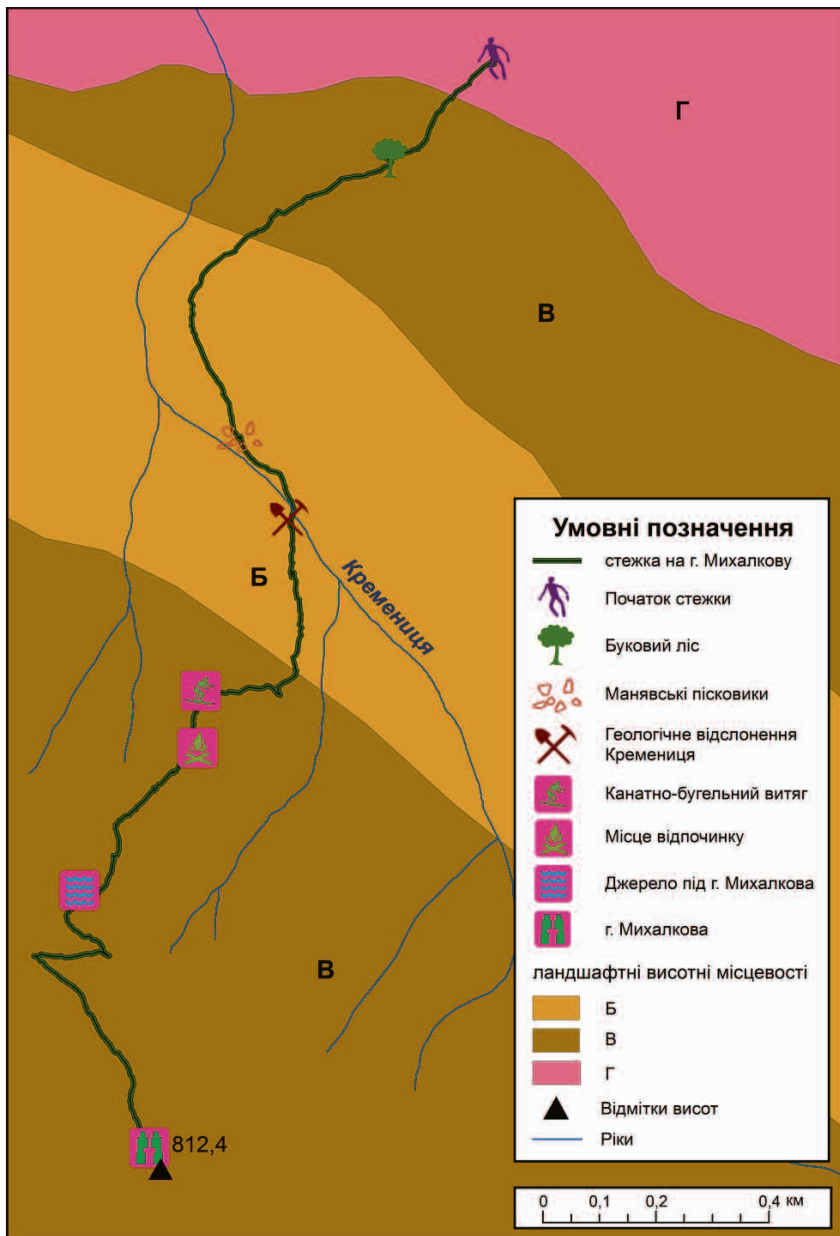 Г
В
Б
Кремениця
В
812,4
Умовні позначення
стежка на г. Михалкову
Початок стежки
Буковий ліс
Манявські пісковики
Геологічне відслонення
Кремениця
Канатно-бугельний витяг
Місце відпочинку
Джерело під г. Михалкова
г. Михалкова
ландшафтні висотні місцевості
Б
В
Г
Відмітки висот
Ріки
0 0,1 0,2 0,4 км